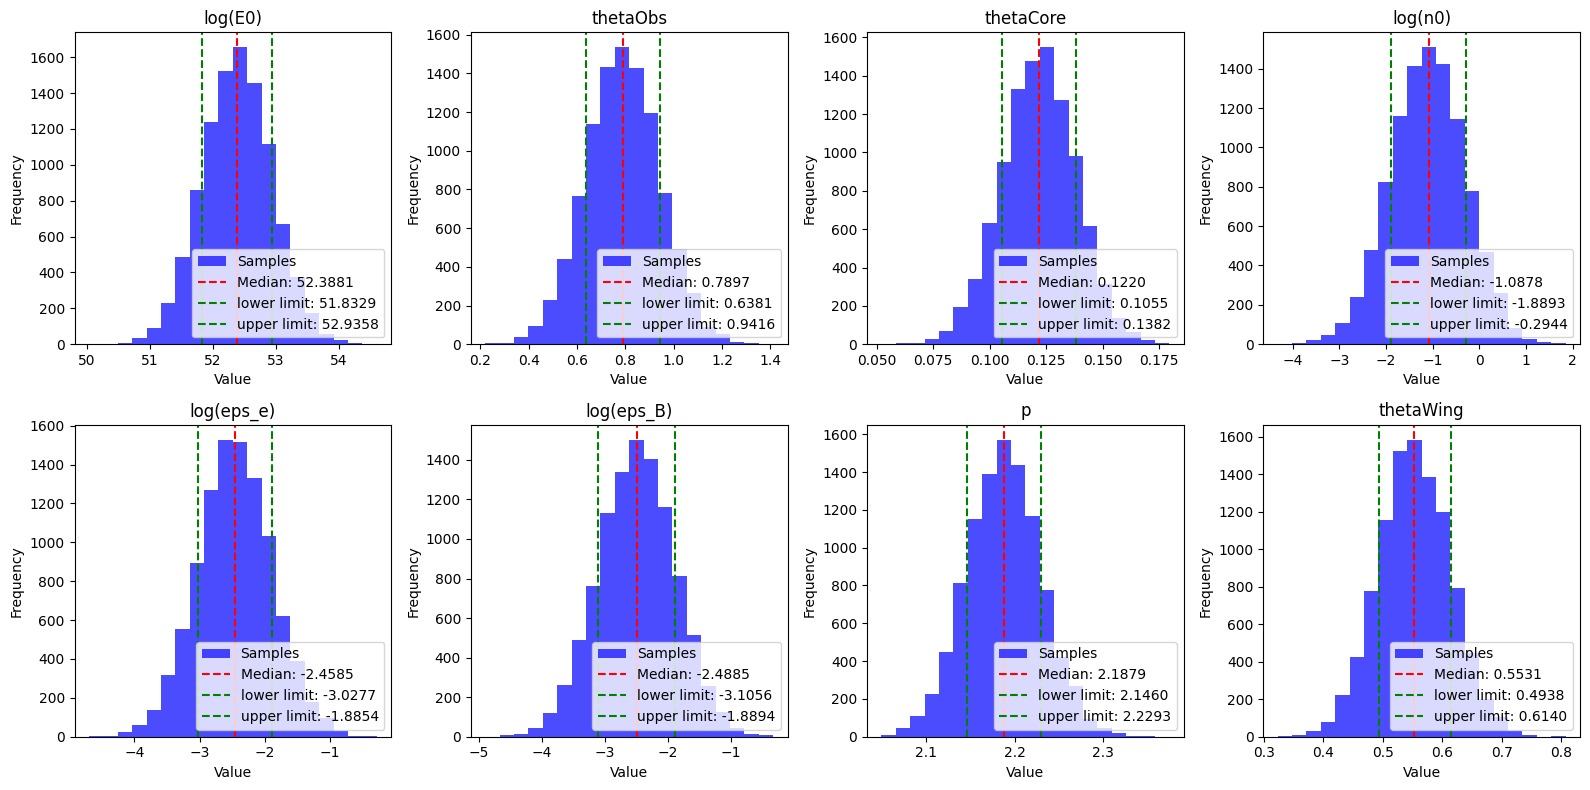 log(E0)
Frequency
1600
1400
1200
1000
800
600
400
200
0
Samples
Median: 52.3881
lower limit: 51.8329
upper limit: 52.9358
50 51 52 53 54
Value
thetaObs
Frequency
1600
1400
1200
1000
800
600
400
200
0
Samples
Median: 0.7897
lower limit: 0.6381
upper limit: 0.9416
0.2 0.4 0.6 0.8 1.0 1.2 1.4
Value
thetaCore
Frequency
1600
1400
1200
1000
800
600
400
200
0
Samples
Median: 0.1220
lower limit: 0.1055
upper limit: 0.1382
0.050 0.075 0.100 0.125 0.150 0.175
Value
log(n0)
Frequency
1400
1200
1000
800
600
400
200
0
Samples
Median: -1.0878
lower limit: -1.8893
upper limit: -0.2944
−4 −3 −2 −1 0 1 2
Value
log(eps_e)
Frequency
1600
1400
1200
1000
800
600
400
200
0
Samples
Median: -2.4585
lower limit: -3.0277
upper limit: -1.8854
−4 −3 −2 −1
Value
log(eps_B)
Frequency
1400
1200
1000
800
600
400
200
0
Samples
Median: -2.4885
lower limit: -3.1056
upper limit: -1.8894
−5 −4 −3 −2 −1
Value
p
Frequency
1600
1400
1200
1000
800
600
400
200
0
Samples
Median: 2.1879
lower limit: 2.1460
upper limit: 2.2293
2.1 2.2 2.3
Value
thetaWing
Frequency
1600
1400
1200
1000
800
600
400
200
0
Samples
Median: 0.5531
lower limit: 0.4938
upper limit: 0.6140
0.3 0.4 0.5 0.6 0.7 0.8
Value